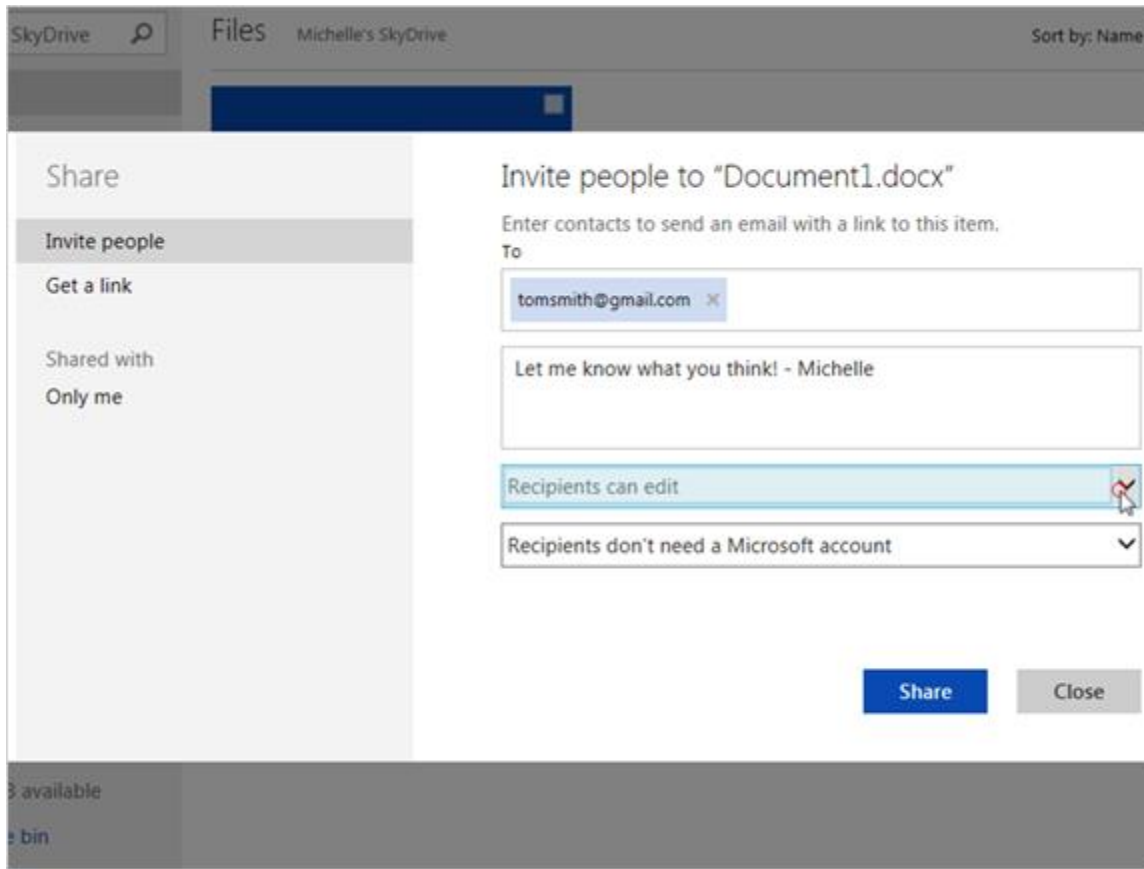 SkyDrive
Files Michelle's SkyDrive
Sort by: Name
Share
Invite people
Get a link
Shared with
Only me
Invite people to “Document1.docx”
Enter contacts to send an email with a link to this item.
To
tomsmith@gmail.com
Let me know what you think! - Michelle
Recipients can edit
Recipients don't need a Microsoft account
Share
Close
available
bin